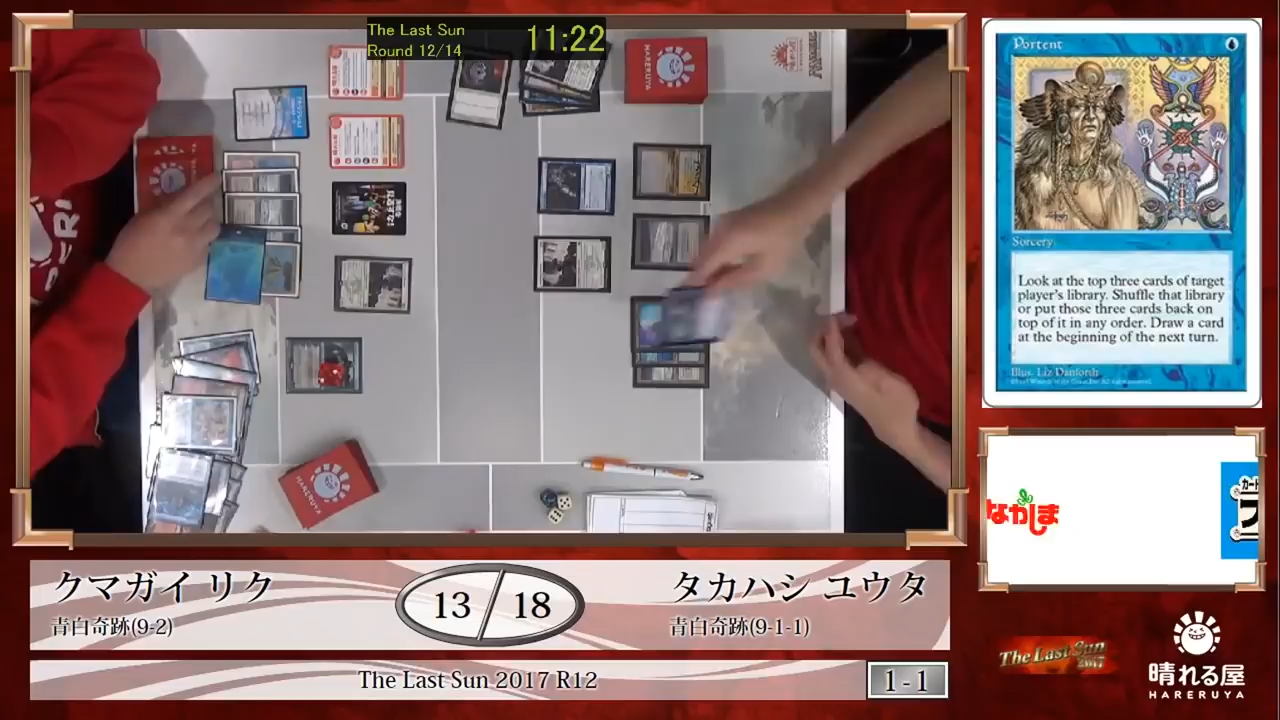 The Last Sun
Round 12/14
11:22
HARERUYA
HARERUYA
Portent
Sorcery
Look at the top three cards of target
player's library. Shuffle that library
or put those three cards back on
top of it in any order. Draw a card
at the beginning of the next turn.
Illus. Liz Danforth
なかしま
クマガイ リク
青白奇跡(9-2)
13 / 18
タカハシ ユウタ
青白奇跡(9-1-1)
The Last Sun 2017 R12
1-1
The Last Sun
2017
晴れる屋
HARERUYA